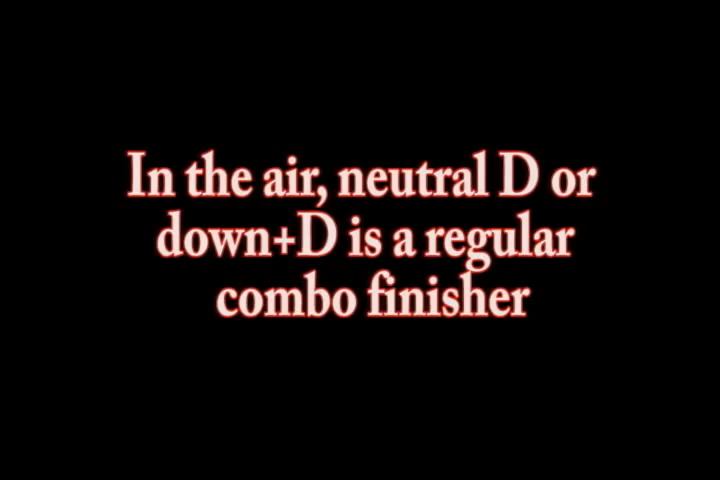 In the air, neutral D or
down+D is a regular
combo finisher